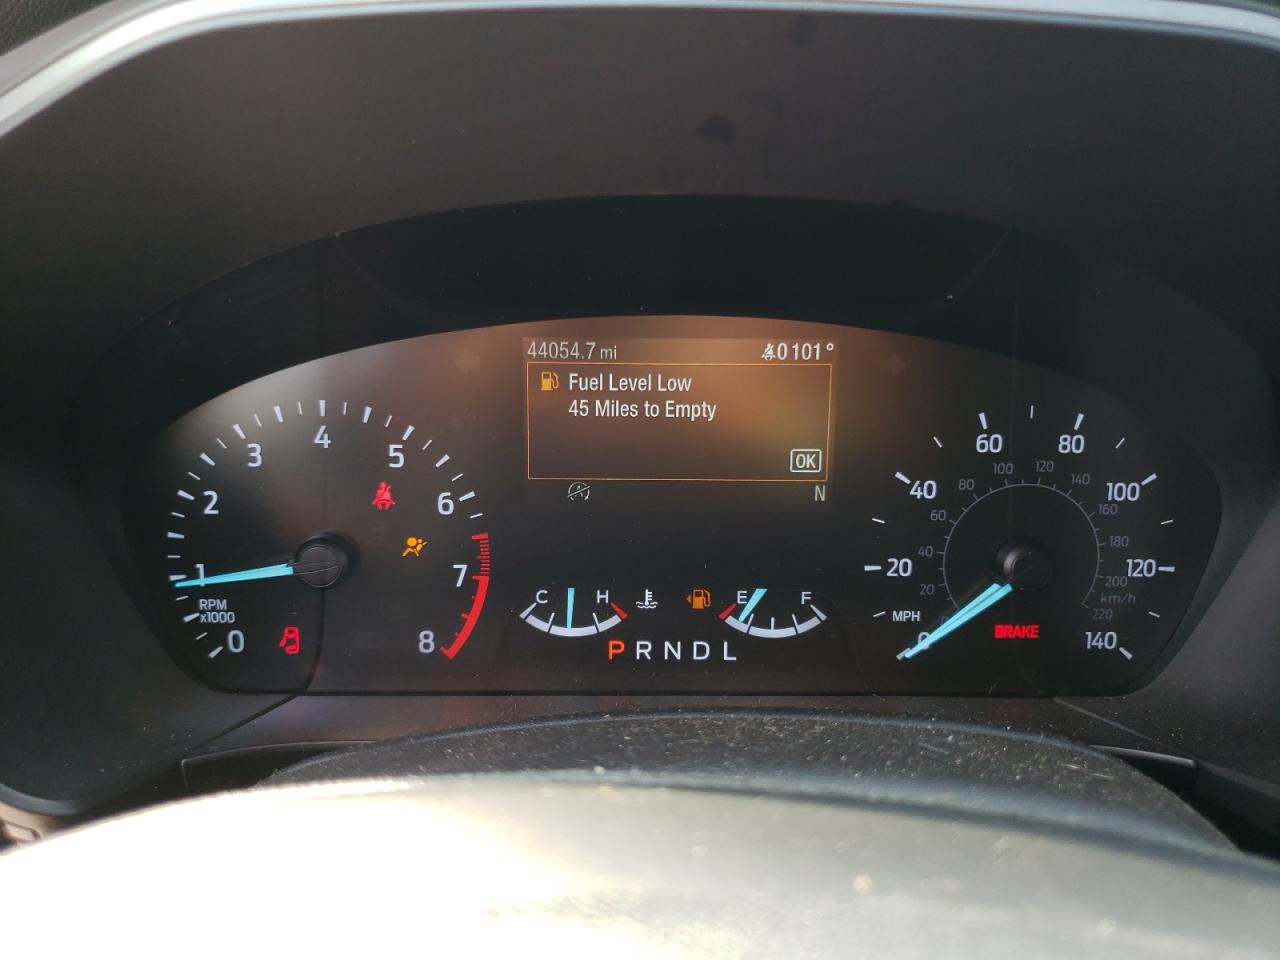 44054.7 mi 0 101°
Fuel Level Low
45 Miles to Empty
OK
N
0 1 2 3 4 5 6 7 8
RPM
x1000
C H
E F
P R N D L
0 20 40 60 80 100 120 140
MPH
20 40 60 80 100 120 140 160 180 200 220
km/h
BRAKE